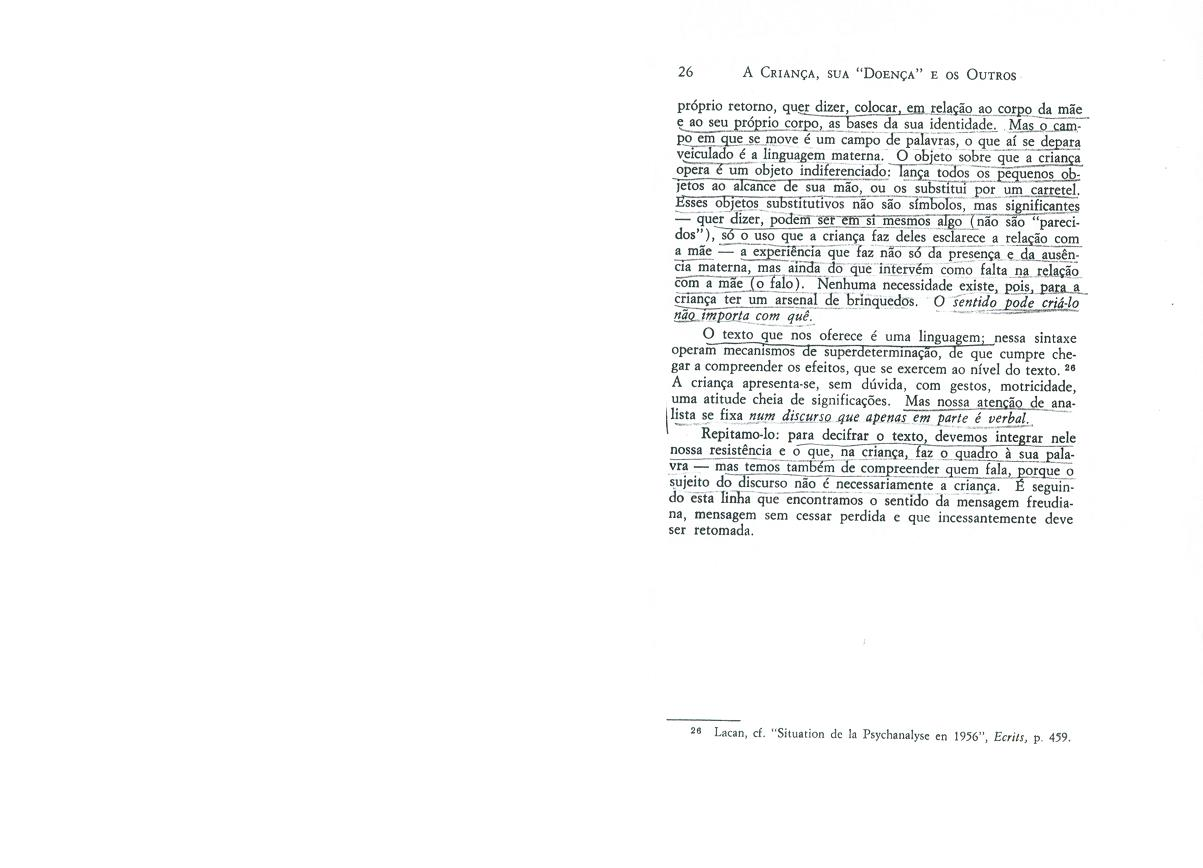 26 A Criança, sua “Doença” e os Outros
próprio retorno, quer dizer, colocar, em relação ao corpo da mãe
e ao seu próprio corpo, as bases da sua identidade. Mas o cam-
po em que se move é um campo de palavras, o que aí se depara
veiculado é a linguagem materna. O objeto sobre que a criança
opera é um objeto indiferenciado: lança todos os pequenos ob-
jetos ao alcance de sua mão, ou os substitui por um carretel.
Esses objetos substitutivos não são símbolos, mas significantes
— quer dizer, podem ser em si mesmos algo (não são “pareci-
dos”), só o uso que a criança faz deles esclarece a relação com
a mãe — a experiência que faz não só da presença e da ausên-
cia materna, mas ainda do que intervém como falta na relação
com a mãe (o falo). Nenhuma necessidade existe, pois, para a
criança ter um arsenal de brinquedos. O sentido pode criá-lo
não importa com quê.
O texto que nos oferece é uma linguagem; nessa sintaxe
operam mecanismos de superdeterminação, de que cumpre che-
gar a compreender os efeitos, que se exercem ao nível do texto. 26
A criança apresenta-se, sem dúvida, com gestos, motricidade,
uma atitude cheia de significações. Mas nossa atenção de ana-
lista se fixa num discurso que apenas em parte é verbal.
Repitamo-lo: para decifrar o texto, devemos integrar nele
nossa resistência e o que, na criança, faz o quadro à sua pala-
vra — mas temos também de compreender quem fala, porque o
sujeito do discurso não é necessariamente a criança. É seguin-
do esta linha que encontramos o sentido da mensagem freudia-
na, mensagem sem cessar perdida e que incessantemente deve
ser retomada.
26 Lacan, cf. “Situation de la Psychanalyse en 1956”, Ecrits, p. 459.